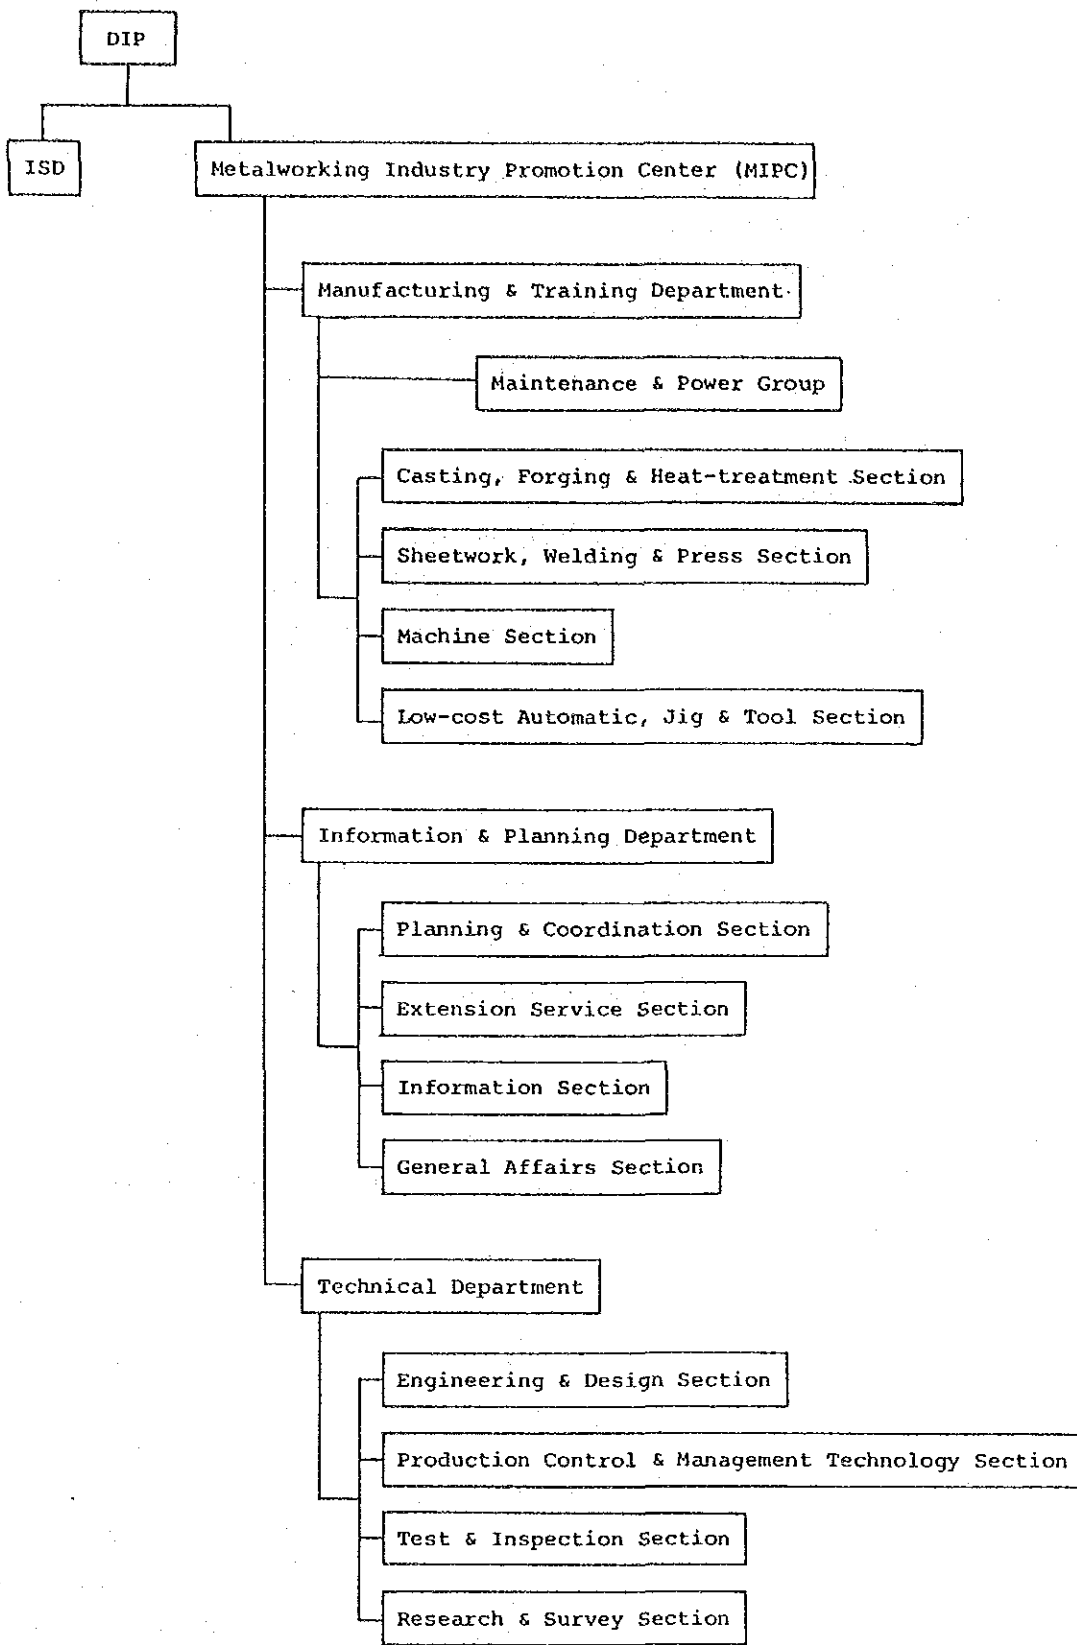 DIP
ISD
Metalworking Industry Promotion Center (MIPC)
Manufacturing & Training Department
Maintenance & Power Group
Casting, Forging & Heat-treatment Section
Sheetwork, Welding & Press Section
Machine Section
Low-cost Automatic, Jig & Tool Section
Information & Planning Department
Planning & Coordination Section
Extension Service Section
Information Section
General Affairs Section
Technical Department
Engineering & Design Section
Production Control & Management Technology Section
Test & Inspection Section
Research & Survey Section